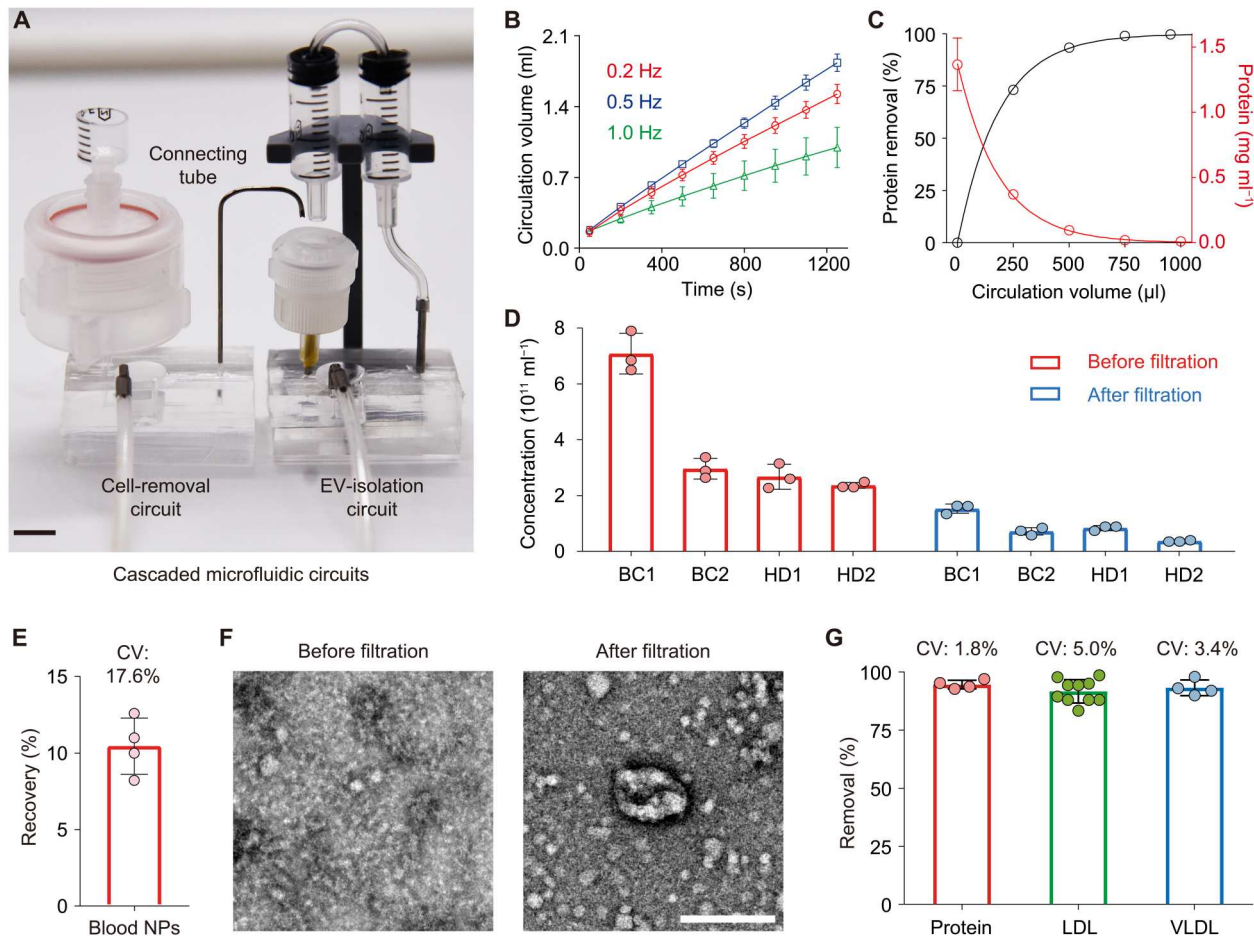 A
Connecting
tube
Cell-removal
circuit
EV-isolation
circuit
Cascaded microfluidic circuits
B
Circulation volume (ml)
2.1
1.4
0.7
0.0
0.2 Hz
0.5 Hz
1.0 Hz
0 400 800 1200
Time (s)
C
Protein removal (%)
100
75
50
25
0
1.5
1.0
0.5
0.0
Protein (mg ml⁻¹)
0 250 500 750 1000
Circulation volume (µl)
D
Concentration (10¹¹ ml⁻¹)
8
6
4
2
0
Before filtration
After filtration
BC1 BC2 HD1 HD2 BC1 BC2 HD1 HD2
E
CV:
17.6%
Recovery (%)
15
10
5
0
Blood NPs
F
Before filtration
After filtration
G
CV: 1.8% CV: 5.0% CV: 3.4%
Removal (%)
100
75
50
25
0
Protein LDL VLDL